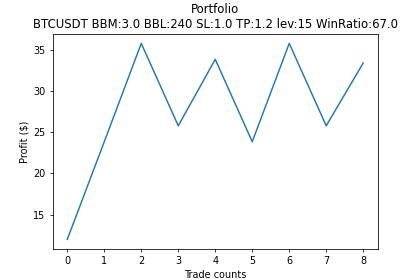 Portfolio
BTCUSDT BBM:3.0 BBL:240 SL:1.0 TP:1.2 lev:15 WinRatio:67.0
Profit ($)
35
30
25
20
15
0 1 2 3 4 5 6 7 8
Trade counts